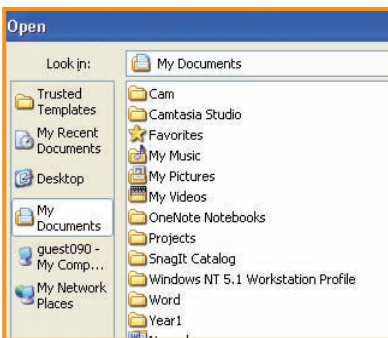 Open
Look in:
My Documents
Trusted
Templates
My Recent
Documents
Desktop
My
Documents
guest090 -
My Comp...
My Network
Places
Cam
Camtasia Studio
Favorites
My Music
My Pictures
My Videos
OneNote Notebooks
Projects
SnagIt Catalog
Windows NT 5.1 Workstation Profile
Word
Year1